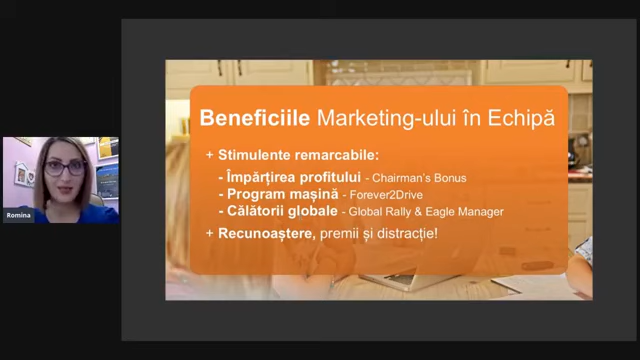 Beneficiile Marketing-ului în Echipă
+ Stimulente remarcabile:
- Împărțirea profitului - Chairman's Bonus
- Program mașină - Forever2Drive
- Călătorii globale - Global Rally & Eagle Manager
+ Recunoaștere, premii și distracție!
Romina